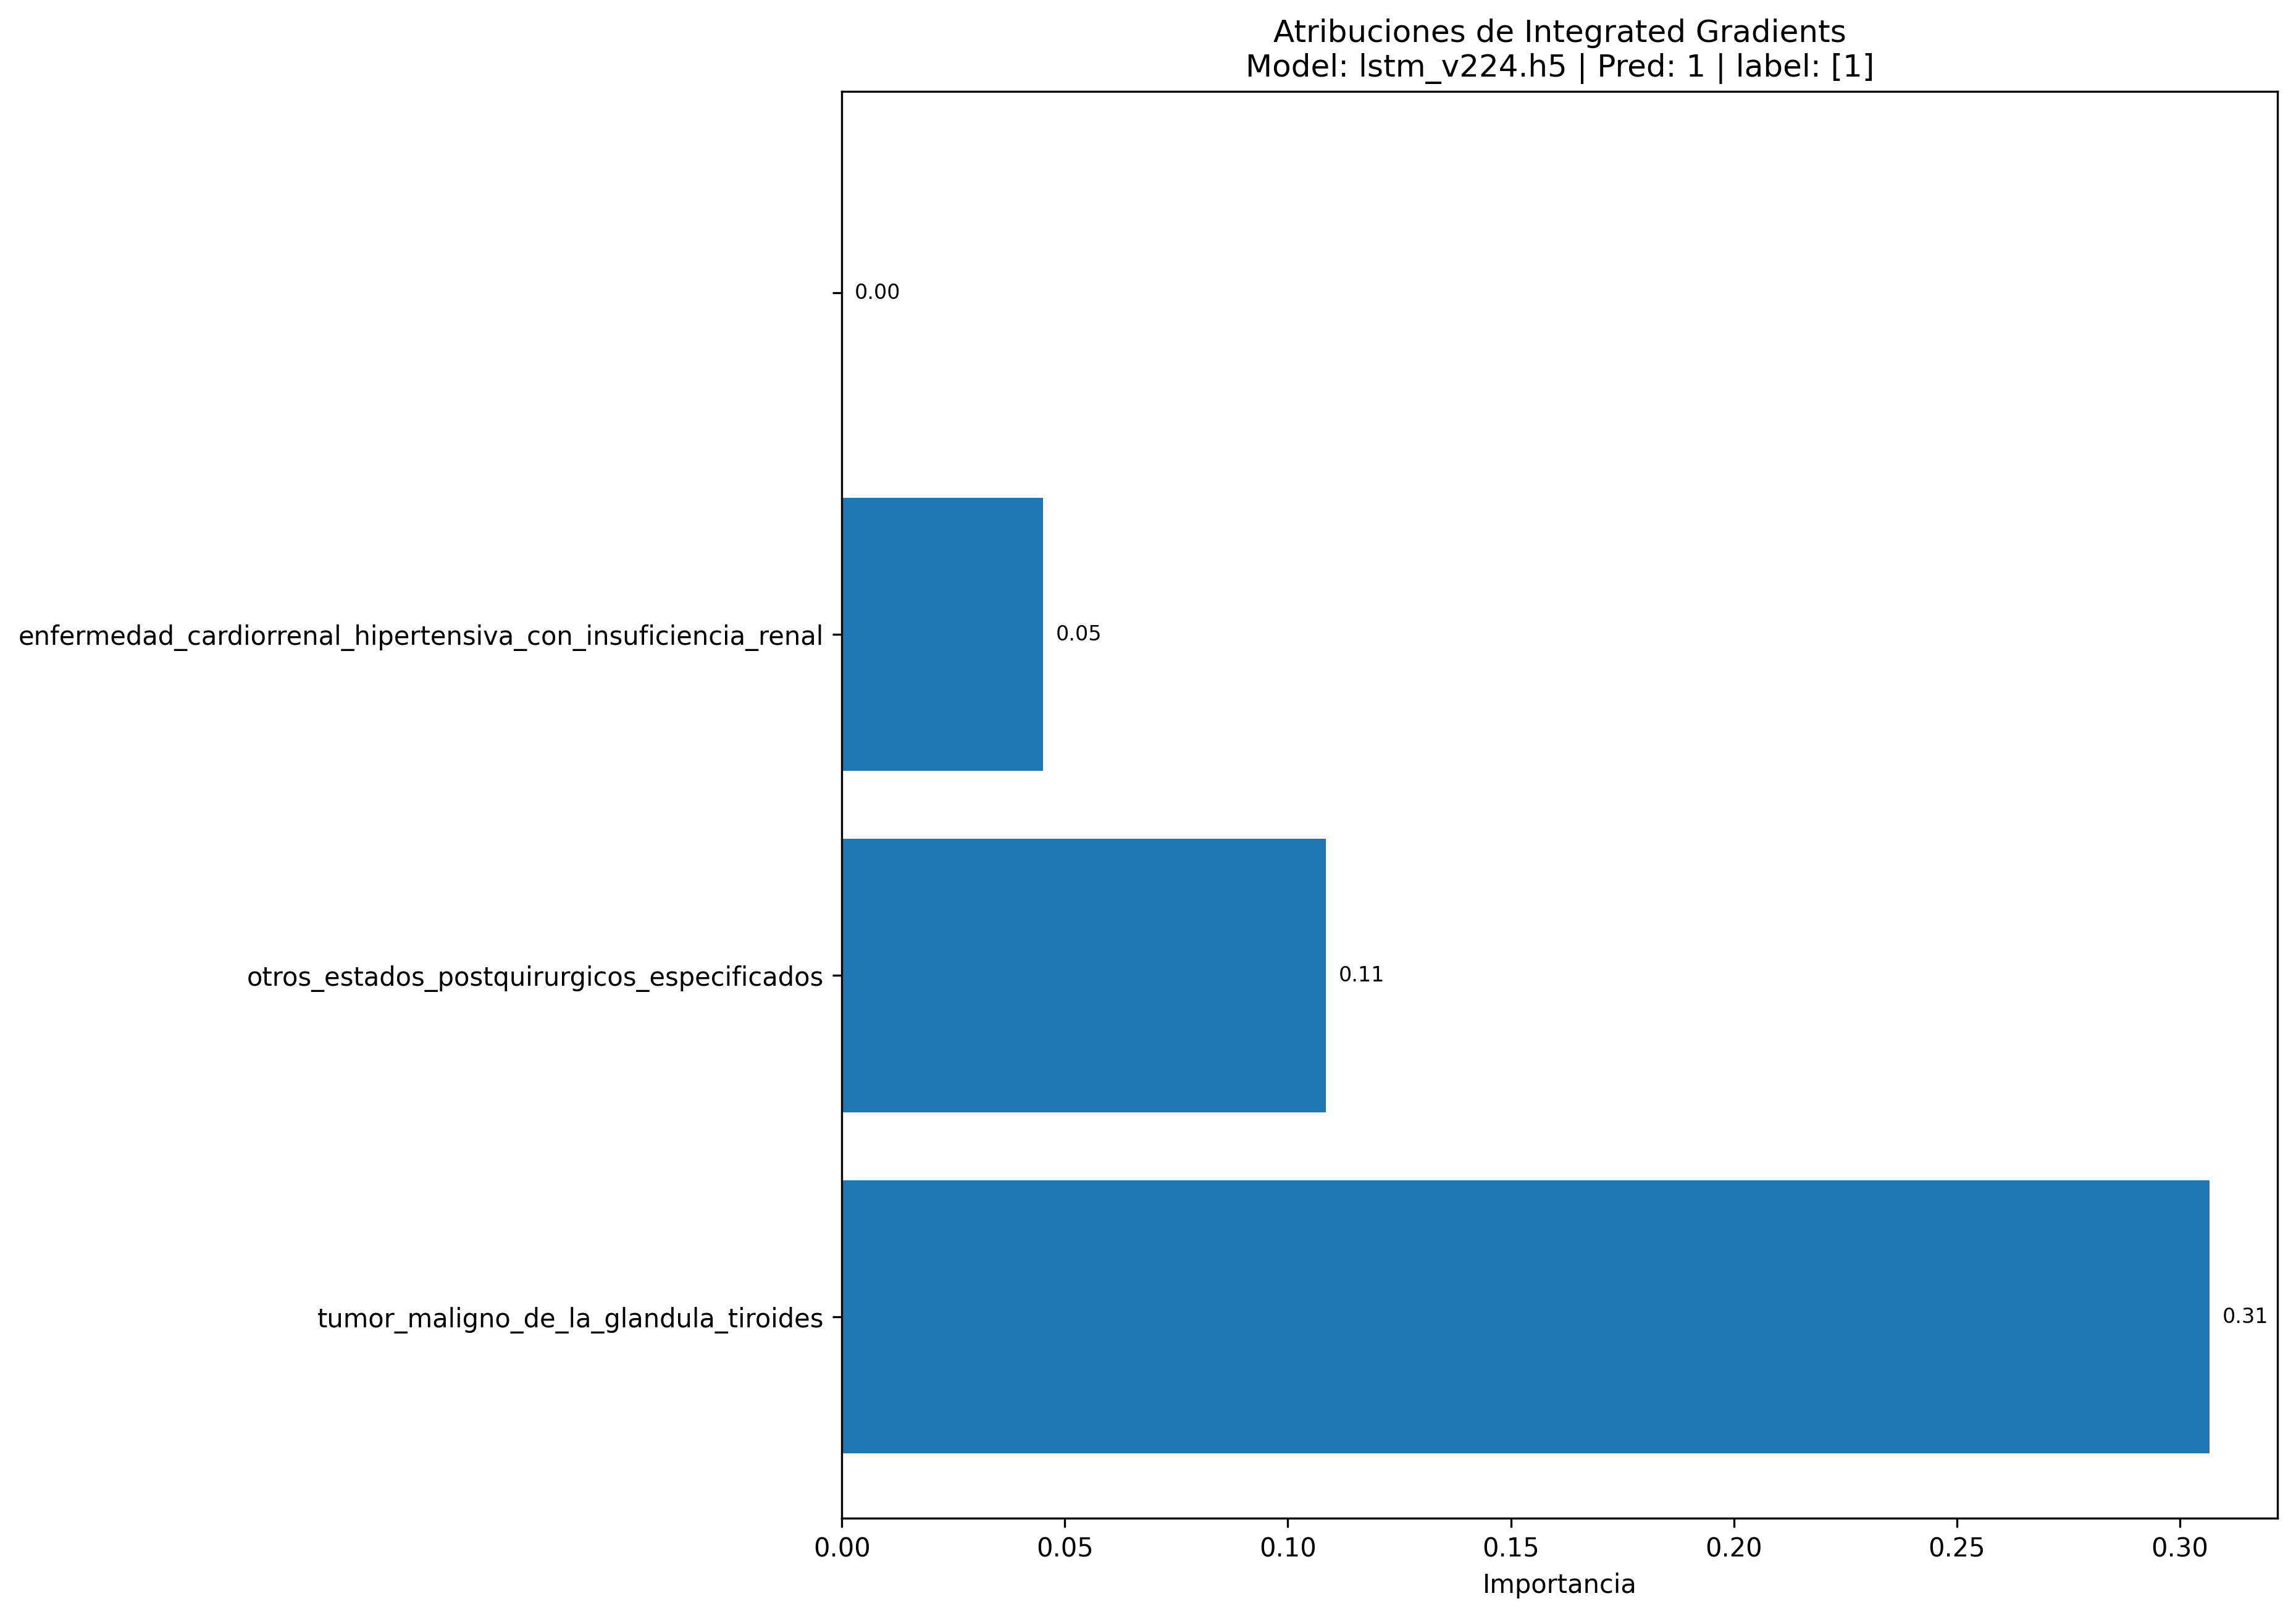 Atribuciones de Integrated Gradients
Model: lstm_v224.h5 | Pred: 1 | label: [1]
0.00
enfermedad_cardiorrenal_hipertensiva_con_insuficiencia_renal
0.05
otros_estados_postquirurgicos_especificados
0.11
tumor_maligno_de_la_glandula_tiroides
0.31
0.00 0.05 0.10 0.15 0.20 0.25 0.30
Importancia